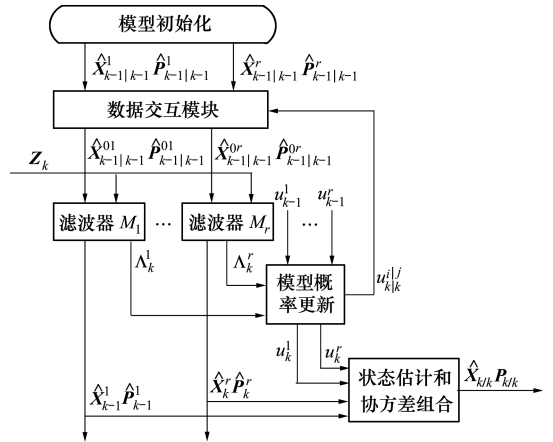 模型初始化
X̂¹ₖ₋₁|ₖ₋₁ P̂¹ₖ₋₁|ₖ₋₁ X̂ʳₖ₋₁|ₖ₋₁ P̂ʳₖ₋₁|ₖ₋₁
数据交互模块
X̂⁰¹ₖ₋₁|ₖ₋₁ P̂⁰¹ₖ₋₁|ₖ₋₁ X̂⁰ʳₖ₋₁|ₖ₋₁ P̂⁰ʳₖ₋₁|ₖ₋₁
Zₖ
u¹ₖ₋₁ uʳₖ₋₁
滤波器 M₁ … 滤波器 Mᵣ …
Λ¹ₖ Λʳₖ
模型概
率更新
uⁱ|ʲₖ|ₖ
u¹ₖ uʳₖ
X̂¹ₖ₋₁P̂¹ₖ₋₁ X̂ʳₖP̂ʳₖ
状态估计和
协方差组合
X̂ₖ/ₖ Pₖ/ₖ